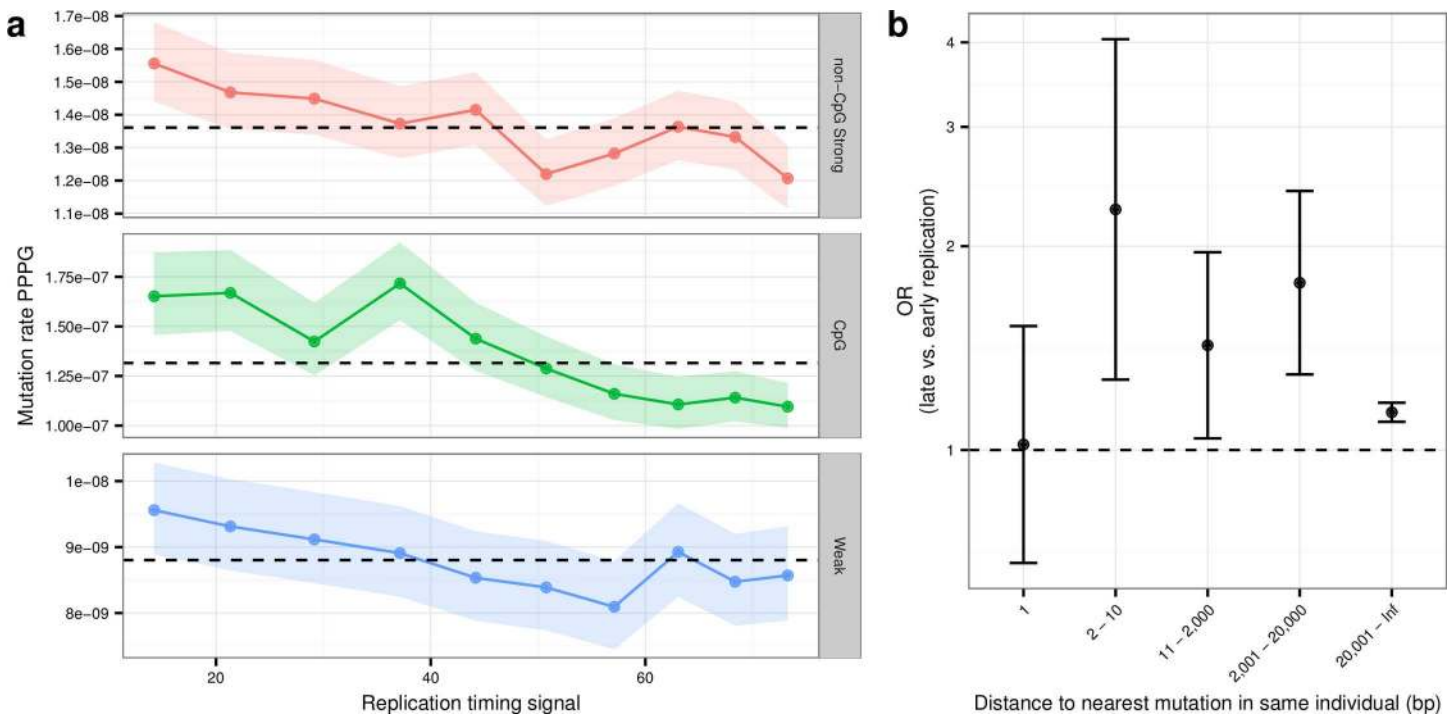 a
Mutation rate PPPG
1.7e−08
1.6e−08
1.5e−08
1.4e−08
1.3e−08
1.2e−08
1.1e−08
non−CpG Strong
1.75e−07
1.50e−07
1.25e−07
1.00e−07
CpG
1e−08
9e−09
8e−09
Weak
20
40
60
Replication timing signal
b
OR
(late vs. early replication)
4
3
2
1
1
2 − 10
11 − 2,000
2,001 − 20,000
20,001 − Inf
Distance to nearest mutation in same individual (bp)